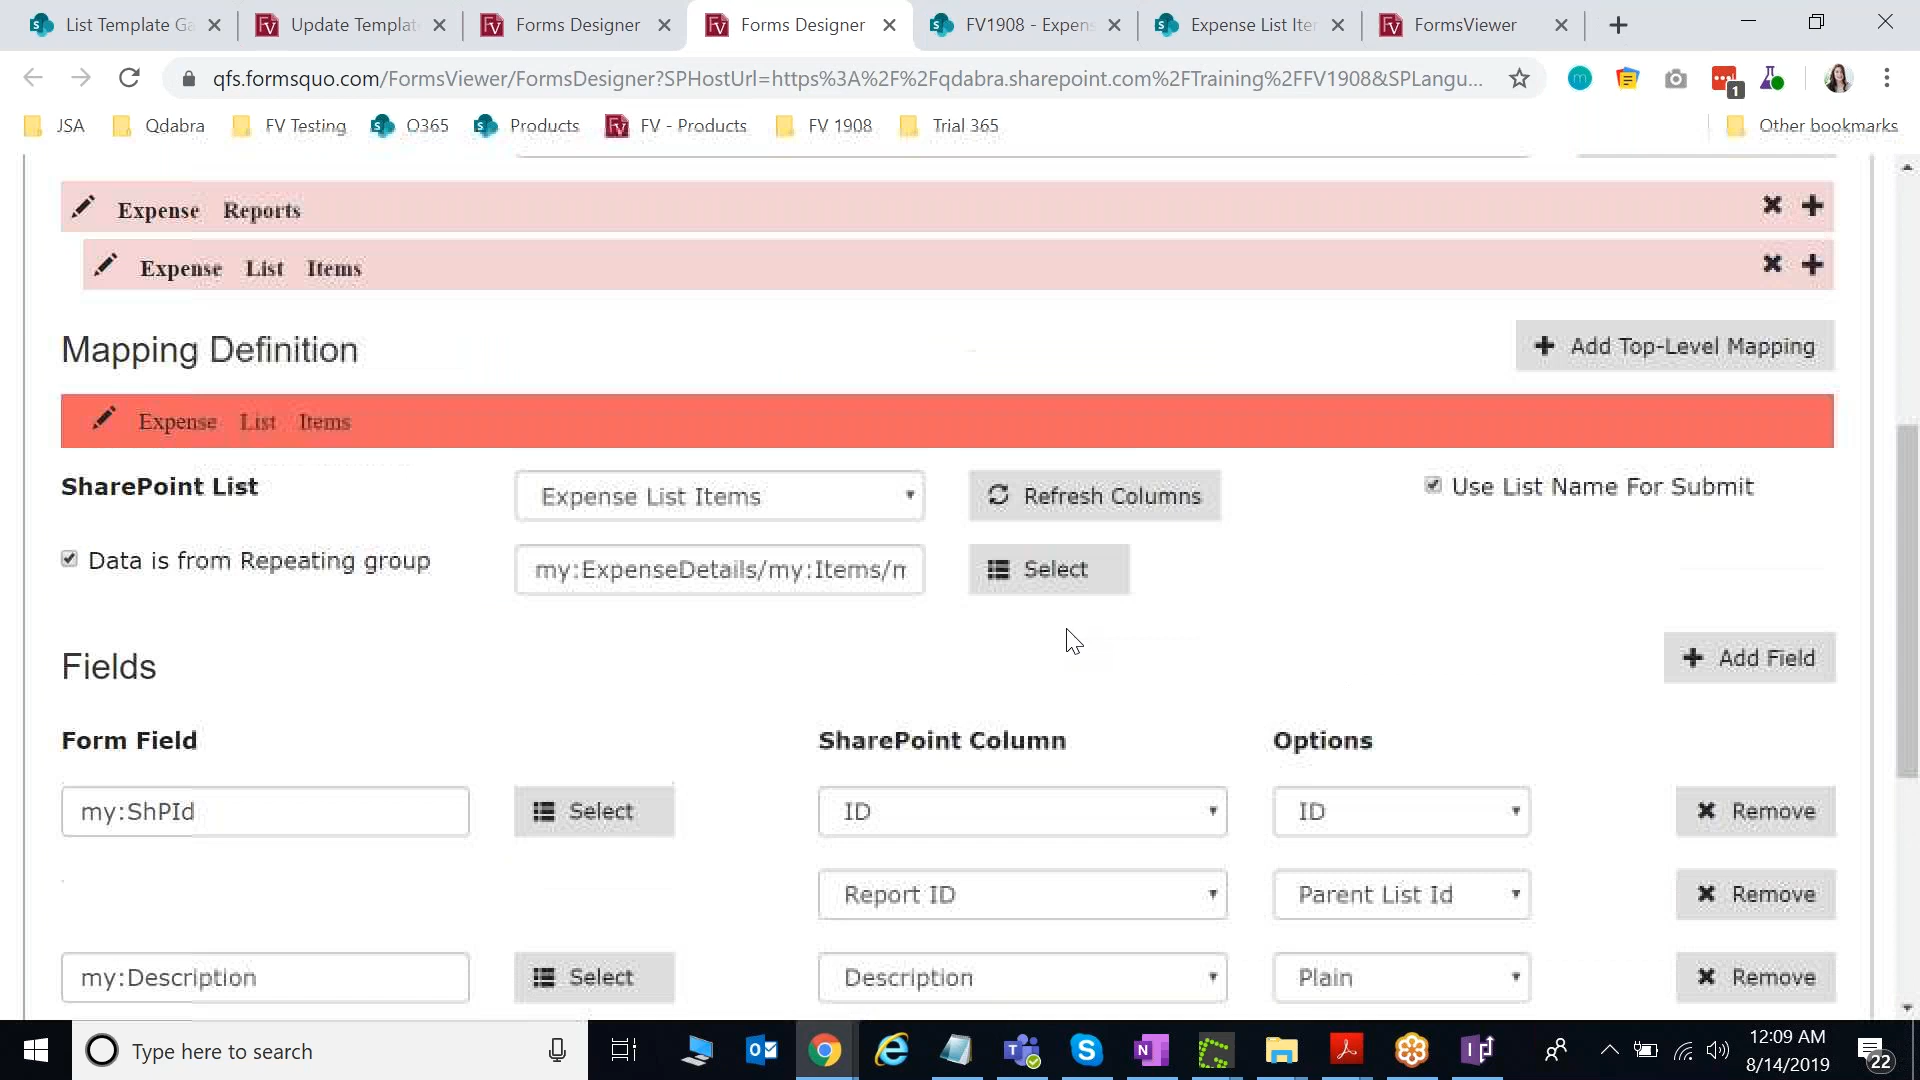 List Template Ga
Update Template
Forms Designer
Forms Designer
FV1908 - Expens
Expense List Iter
FormsViewer
qfs.formsquo.com/FormsViewer/FormsDesigner?SPHostUrl=https%3A%2F%2Fqdabra.sharepoint.com%2FTraining%2FFV1908&SPLangu...
1
JSA
Qdabra
FV Testing
O365
Products
FV - Products
FV 1908
Trial 365
Other bookmarks
Expense Reports
Expense List Items
Mapping Definition
Add Top-Level Mapping
Expense List Items
SharePoint List
Expense List Items
Refresh Columns
Use List Name For Submit
Data is from Repeating group
my:ExpenseDetails/my:Items/m
Select
Fields
Add Field
Form Field
SharePoint Column
Options
my:ShPId
Select
ID
ID
Remove
Report ID
Parent List Id
Remove
my:Description
Select
Description
Plain
Remove
Type here to search
12:09 AM
8/14/2019
22